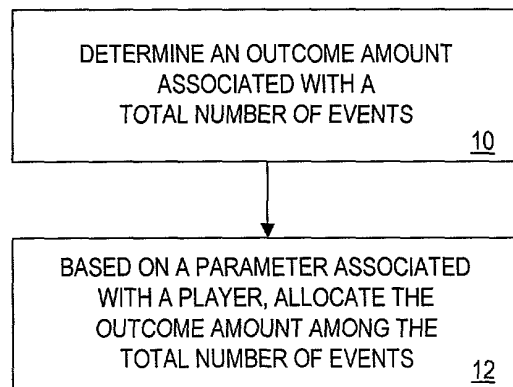 DETERMINE AN OUTCOME AMOUNT
ASSOCIATED WITH A
TOTAL NUMBER OF EVENTS
10
BASED ON A PARAMETER ASSOCIATED
WITH A PLAYER, ALLOCATE THE
OUTCOME AMOUNT AMONG THE
TOTAL NUMBER OF EVENTS
12